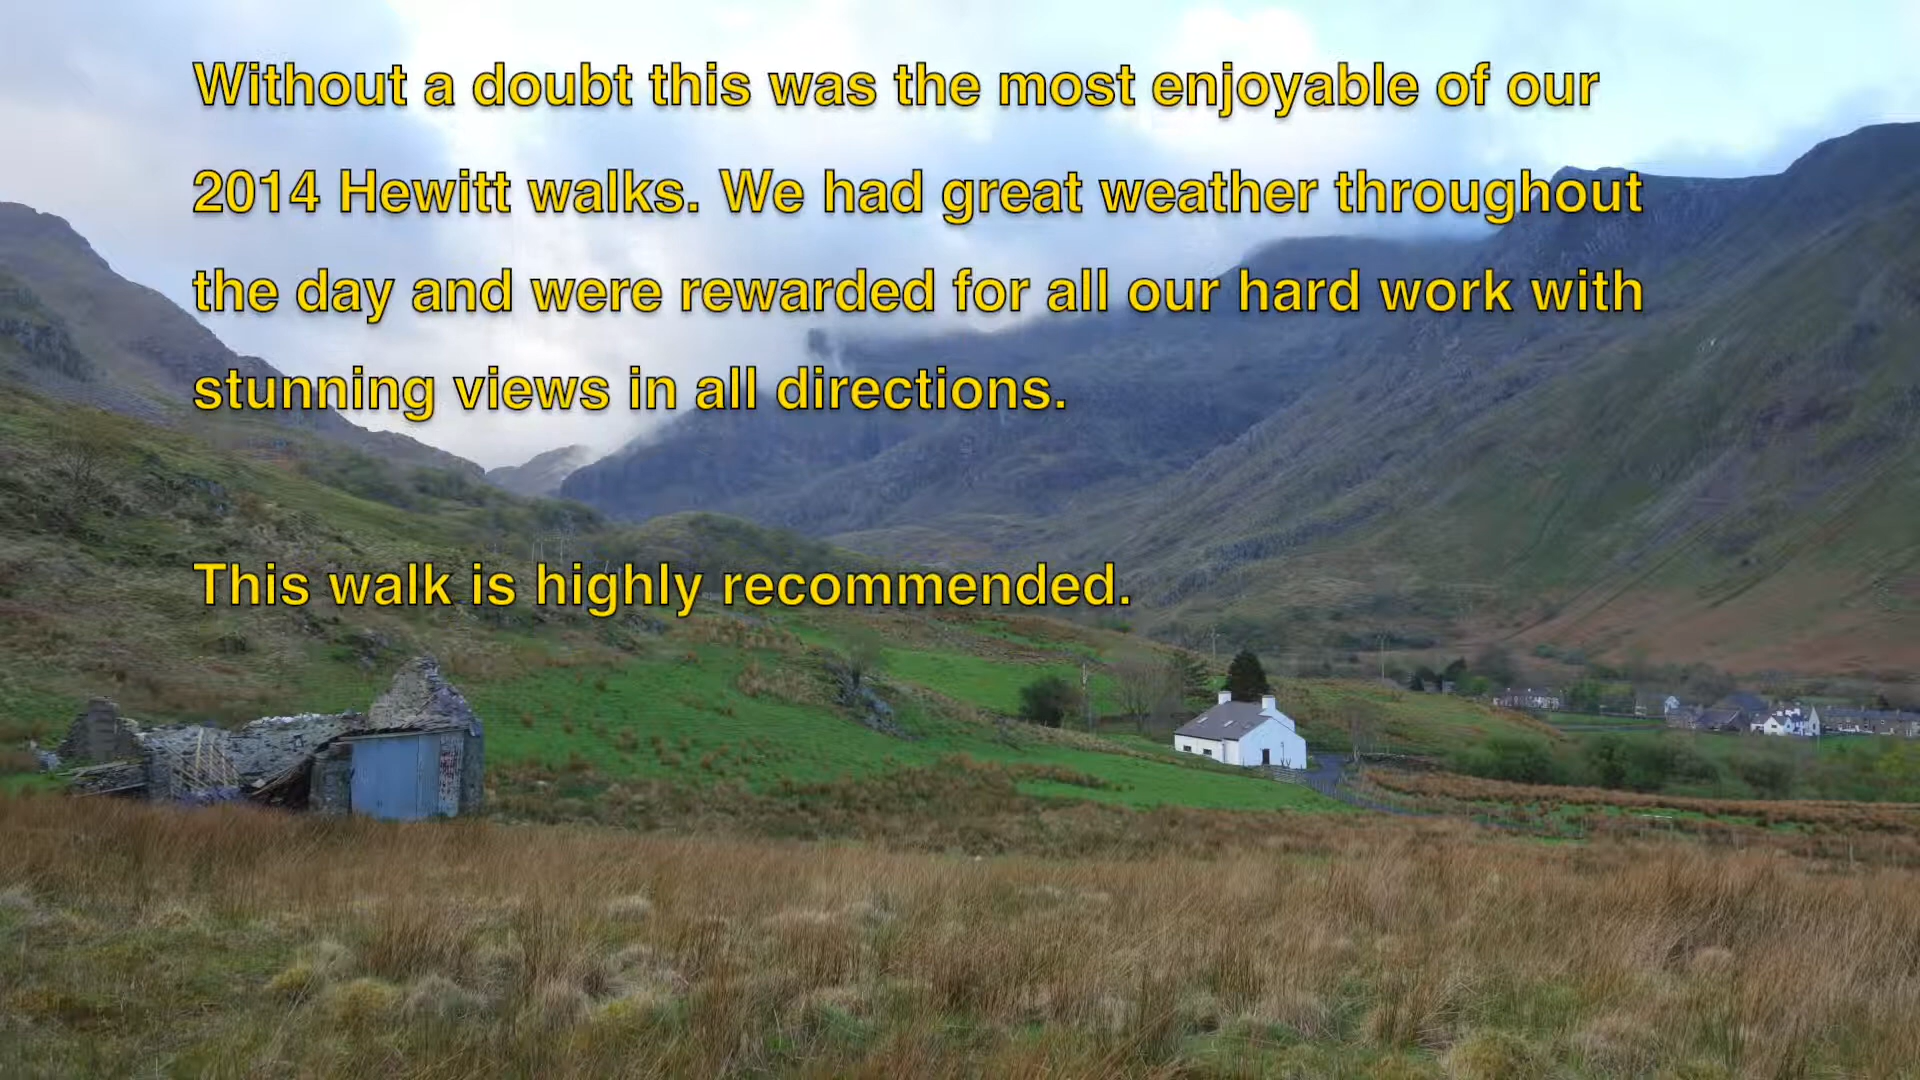 Without a doubt this was the most enjoyable of our
2014 Hewitt walks. We had great weather throughout
the day and were rewarded for all our hard work with
stunning views in all directions.
This walk is highly recommended.